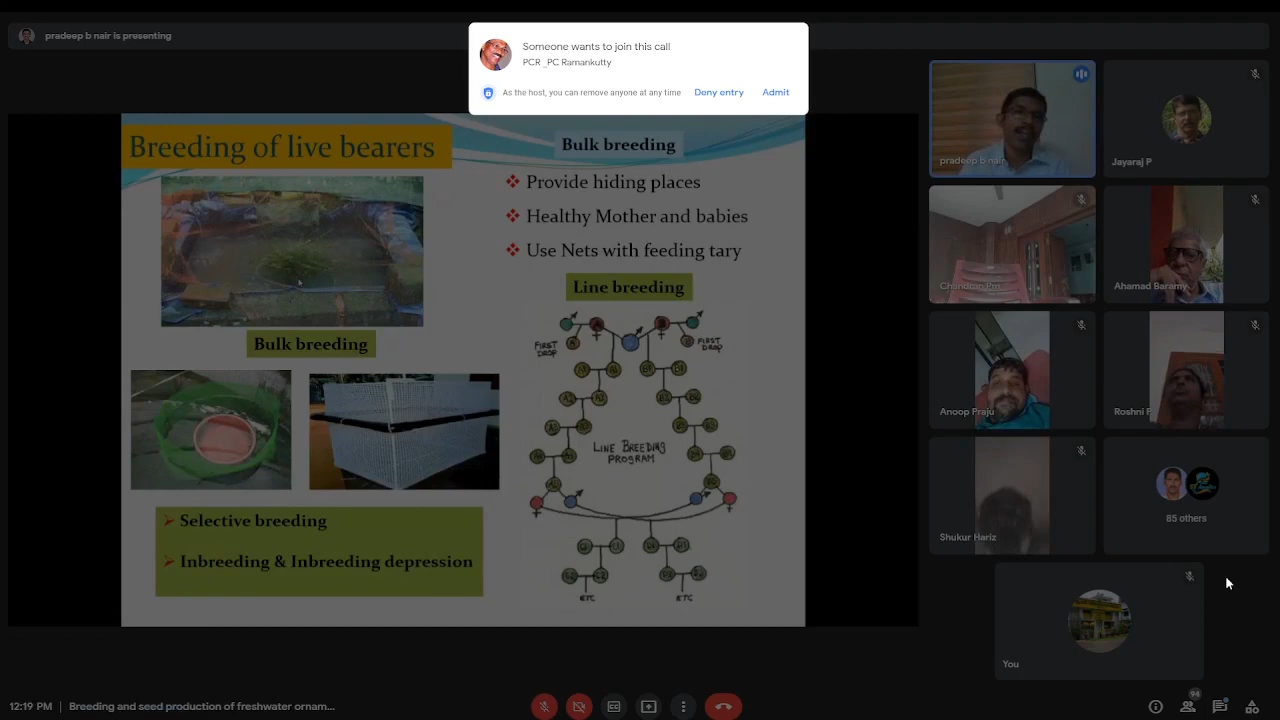 pradeep b nair is presenting
Someone wants to join this call
PCR _PC Ramankutty
As the host, you can remove anyone at any time
Deny entry
Admit
Breeding of live bearers
Bulk breeding
Provide hiding places
Healthy Mother and babies
Use Nets with feeding tary
Line breeding
FIRST
DROP
FIRST
DROP
LINE BREEDING
PROGRAM
ETC
ETC
Bulk breeding
Selective breeding
Inbreeding & Inbreeding depression
pradeep b nair
Jayaraj P
Chandran Pm
Ahamad Baramy
Anoop Praju
Roshni P
Shukur Hariz
85 others
You
12:19 PM | Breeding and seed production of freshwater ornam...
94